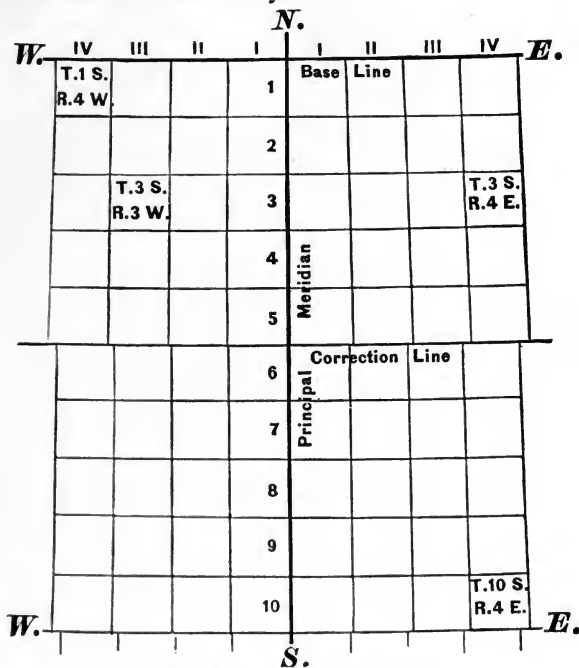 N.
IV III II I I II III IV
W. E.
T.1 S.
R.4 W.
1
Base Line
2
T.3 S.
R.3 W.
3
T.3 S.
R.4 E.
4
Meridian
5
Correction Line
6
Principal
7
8
9
10
T.10 S.
R.4 E.
W. E.
S.